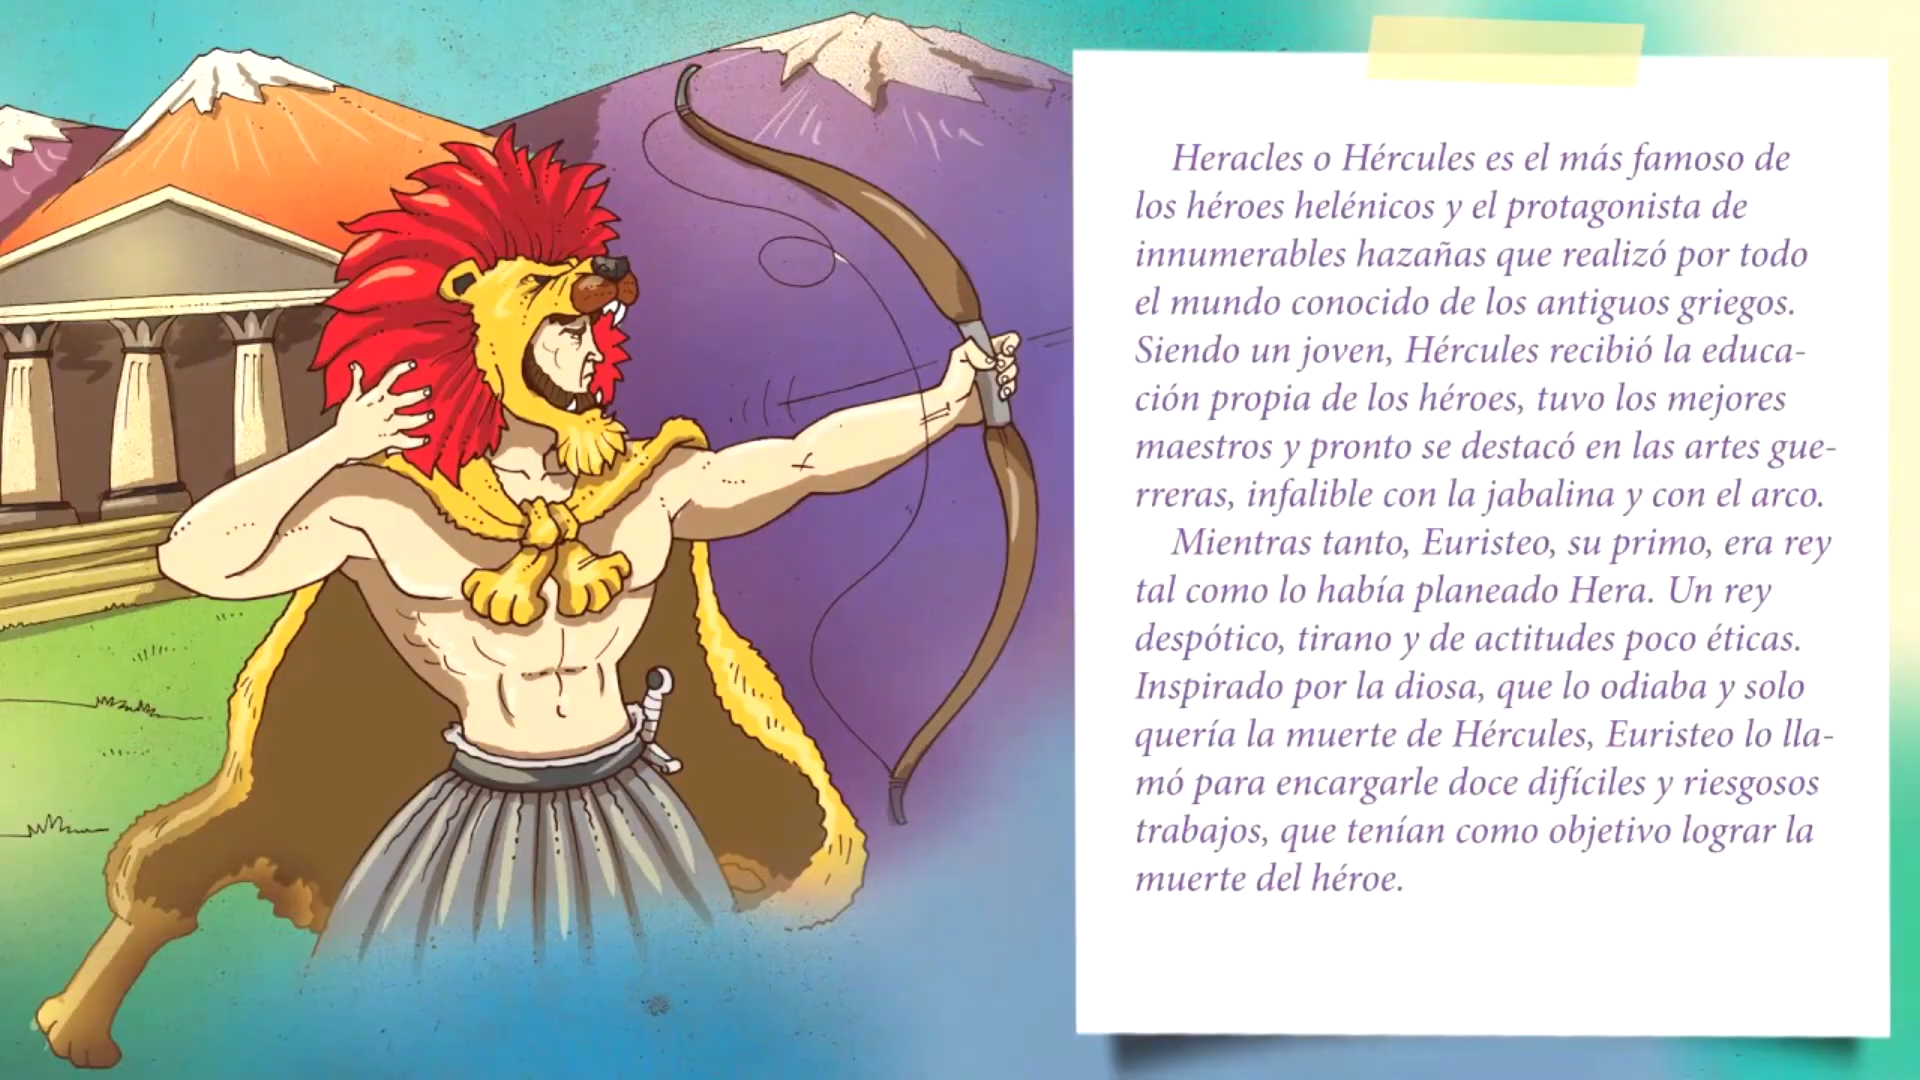 Heracles o Hércules es el más famoso de
los héroes helénicos y el protagonista de
innumerables hazañas que realizó por todo
el mundo conocido de los antiguos griegos.
Siendo un joven, Hércules recibió la educa-
ción propia de los héroes, tuvo los mejores
maestros y pronto se destacó en las artes gue-
rreras, infalible con la jabalina y con el arco.
Mientras tanto, Euristeo, su primo, era rey
tal como lo había planeado Hera. Un rey
despótico, tirano y de actitudes poco éticas.
Inspirado por la diosa, que lo odiaba y solo
quería la muerte de Hércules, Euristeo lo lla-
mó para encargarle doce difíciles y riesgosos
trabajos, que tenían como objetivo lograr la
muerte del héroe.